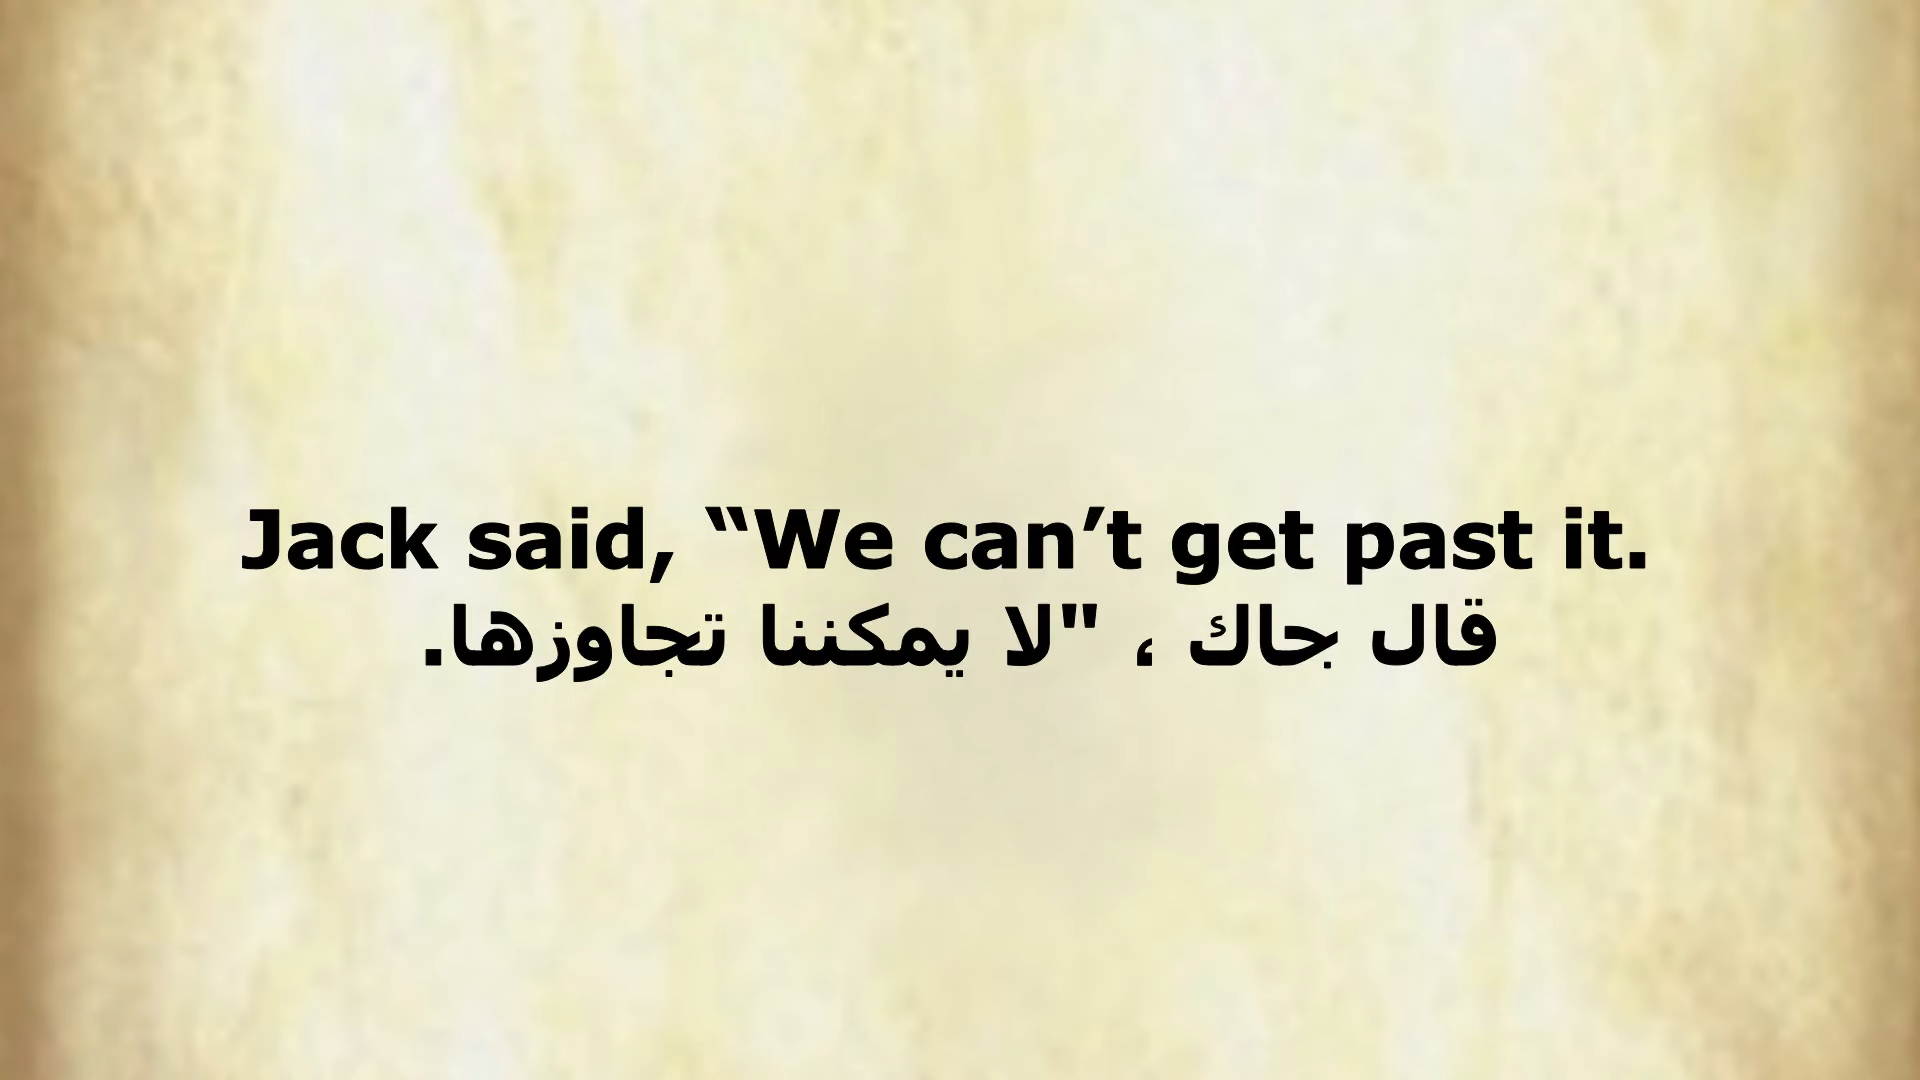 Jack said, “We can’t get past it.
قال جاك ، "لا يمكننا تجاوزها.